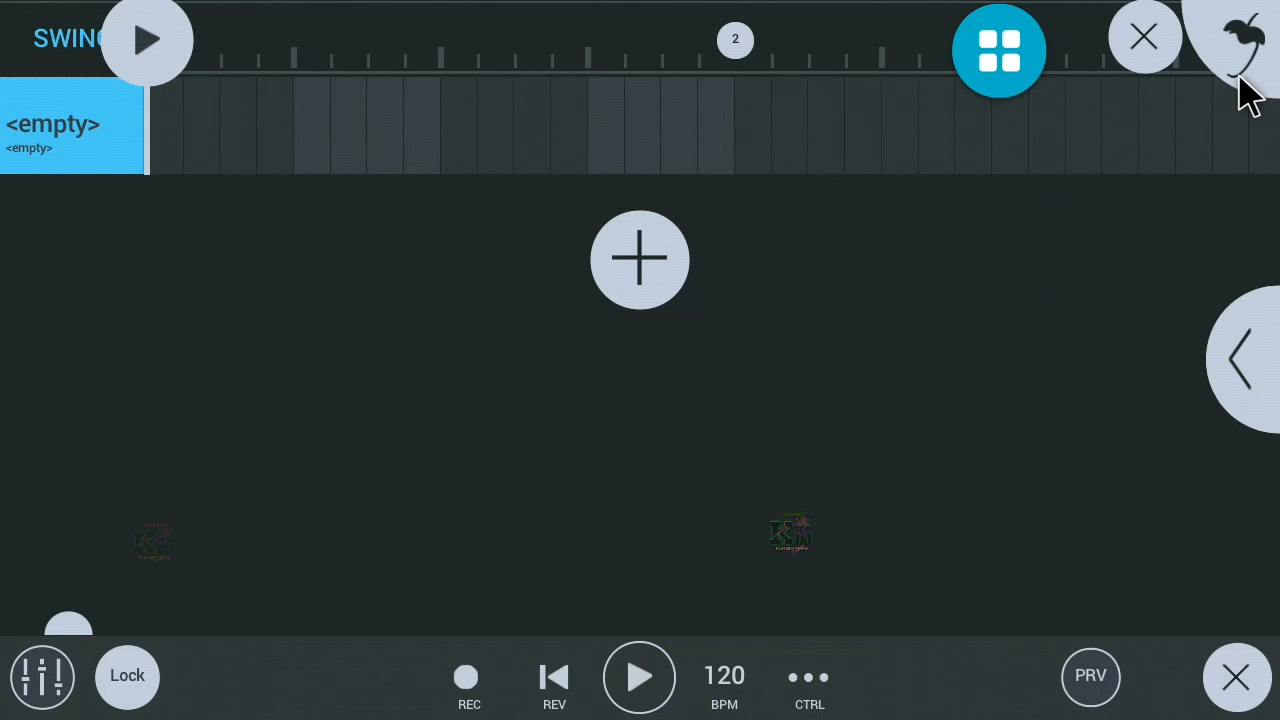 SWING
2
<empty>
<empty>
Lock
REC
REV
120
BPM
CTRL
PRV